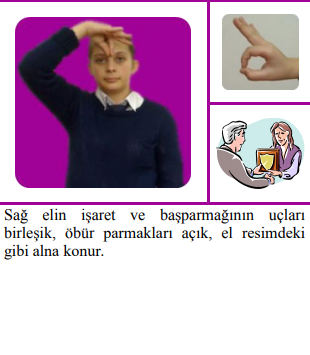 Sağ elin işaret ve başparmağının uçları
birleşik, öbür parmakları açık, el resimdeki
gibi alna konur.